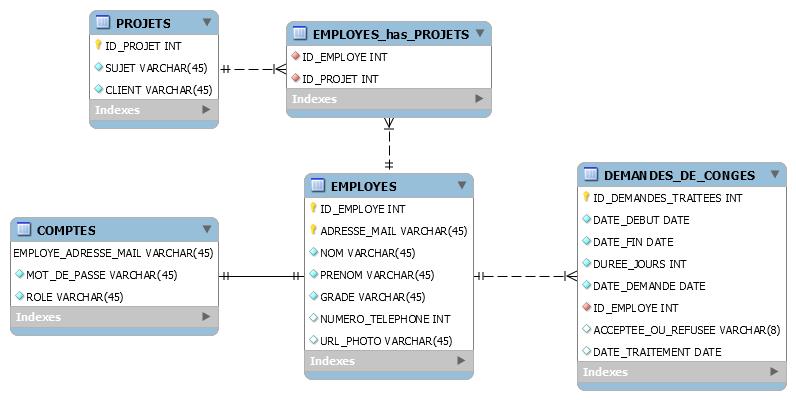 PROJETS
ID_PROJET INT
SUJET VARCHAR(45)
CLIENT VARCHAR(45)
Indexes
EMPLOYES_has_PROJETS
ID_EMPLOYE INT
ID_PROJET INT
Indexes
EMPLOYES
ID_EMPLOYE INT
ADRESSE_MAIL VARCHAR(45)
NOM VARCHAR(45)
PRENOM VARCHAR(45)
GRADE VARCHAR(45)
NUMERO_TELEPHONE INT
URL_PHOTO VARCHAR(45)
Indexes
COMPTES
EMPLOYE_ADRESSE_MAIL VARCHAR(45)
MOT_DE_PASSE VARCHAR(45)
ROLE VARCHAR(45)
Indexes
DEMANDES_DE_CONGES
ID_DEMANDES_TRAITEES INT
DATE_DEBUT DATE
DATE_FIN DATE
DUREE_JOURS INT
DATE_DEMANDE DATE
ID_EMPLOYE INT
ACCEPTEE_OU_REFUSEE VARCHAR(8)
DATE_TRAITEMENT DATE
Indexes